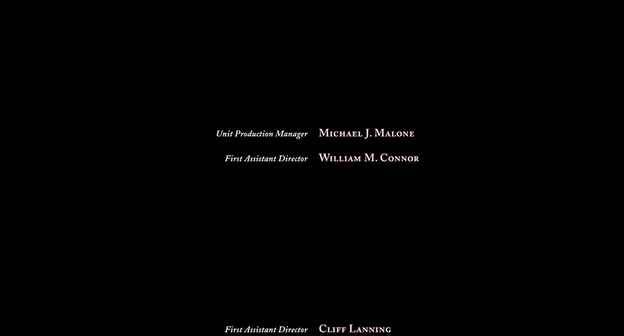 Unit Production Manager Michael J. Malone
First Assistant Director William M. Connor
First Assistant Director Cliff Lanning